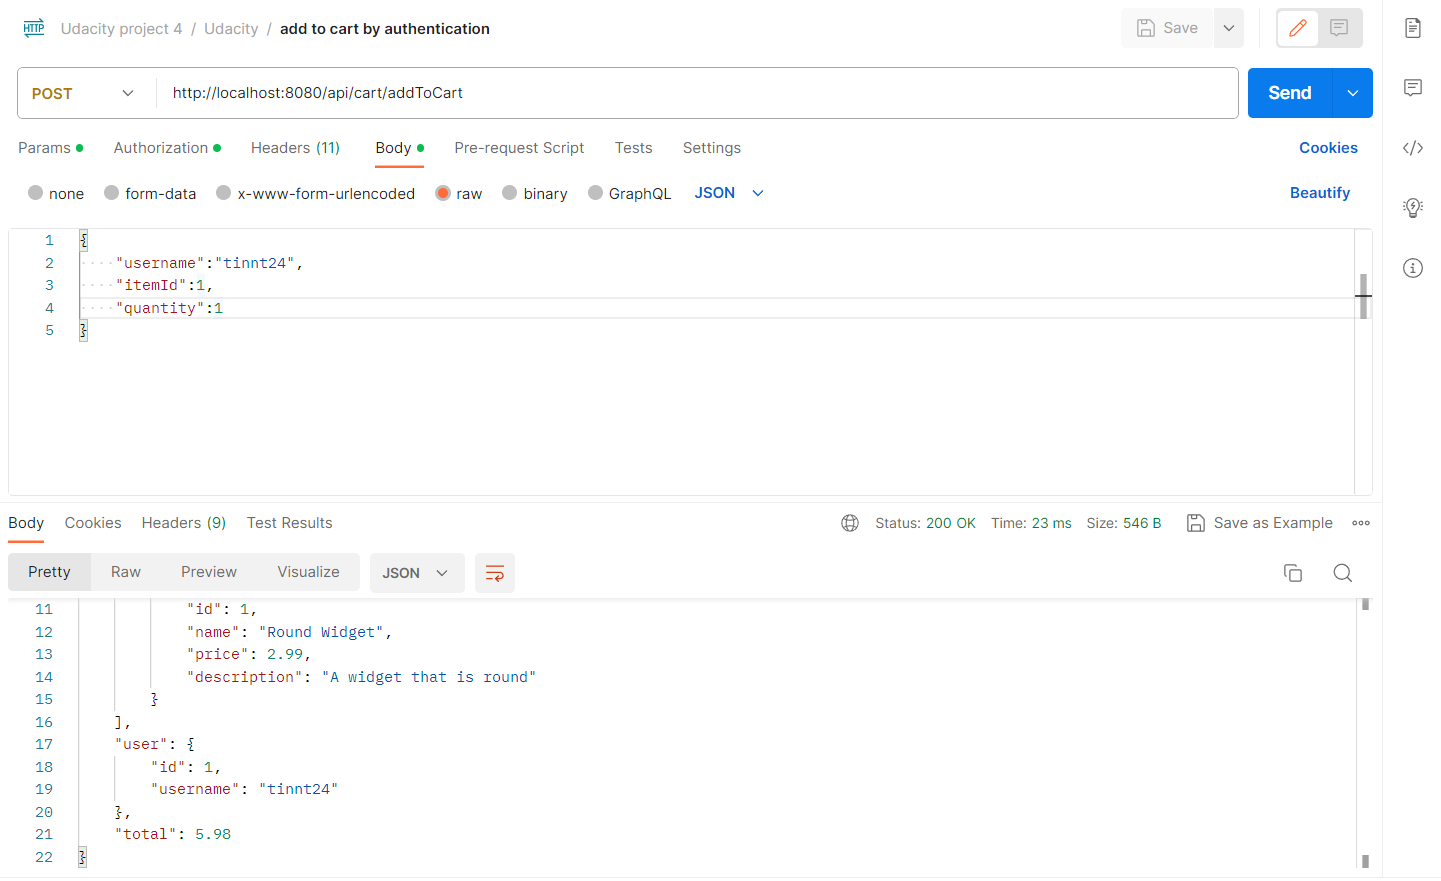 HTTP Udacity project 4 / Udacity / add to cart by authentication Save
POST http://localhost:8080/api/cart/addToCart Send
Params Authorization Headers (11) Body Pre-request Script Tests Settings Cookies
none form-data x-www-form-urlencoded raw binary GraphQL JSON Beautify
1 {
2 "username":"tinnt24",
3 "itemId":1,
4 "quantity":1
5 }
Body Cookies Headers (9) Test Results Status: 200 OK Time: 23 ms Size: 546 B Save as Example
Pretty Raw Preview Visualize JSON
11 "id": 1,
12 "name": "Round Widget",
13 "price": 2.99,
14 "description": "A widget that is round"
15 }
16 ],
17 "user": {
18 "id": 1,
19 "username": "tinnt24"
20 },
21 "total": 5.98
22 }